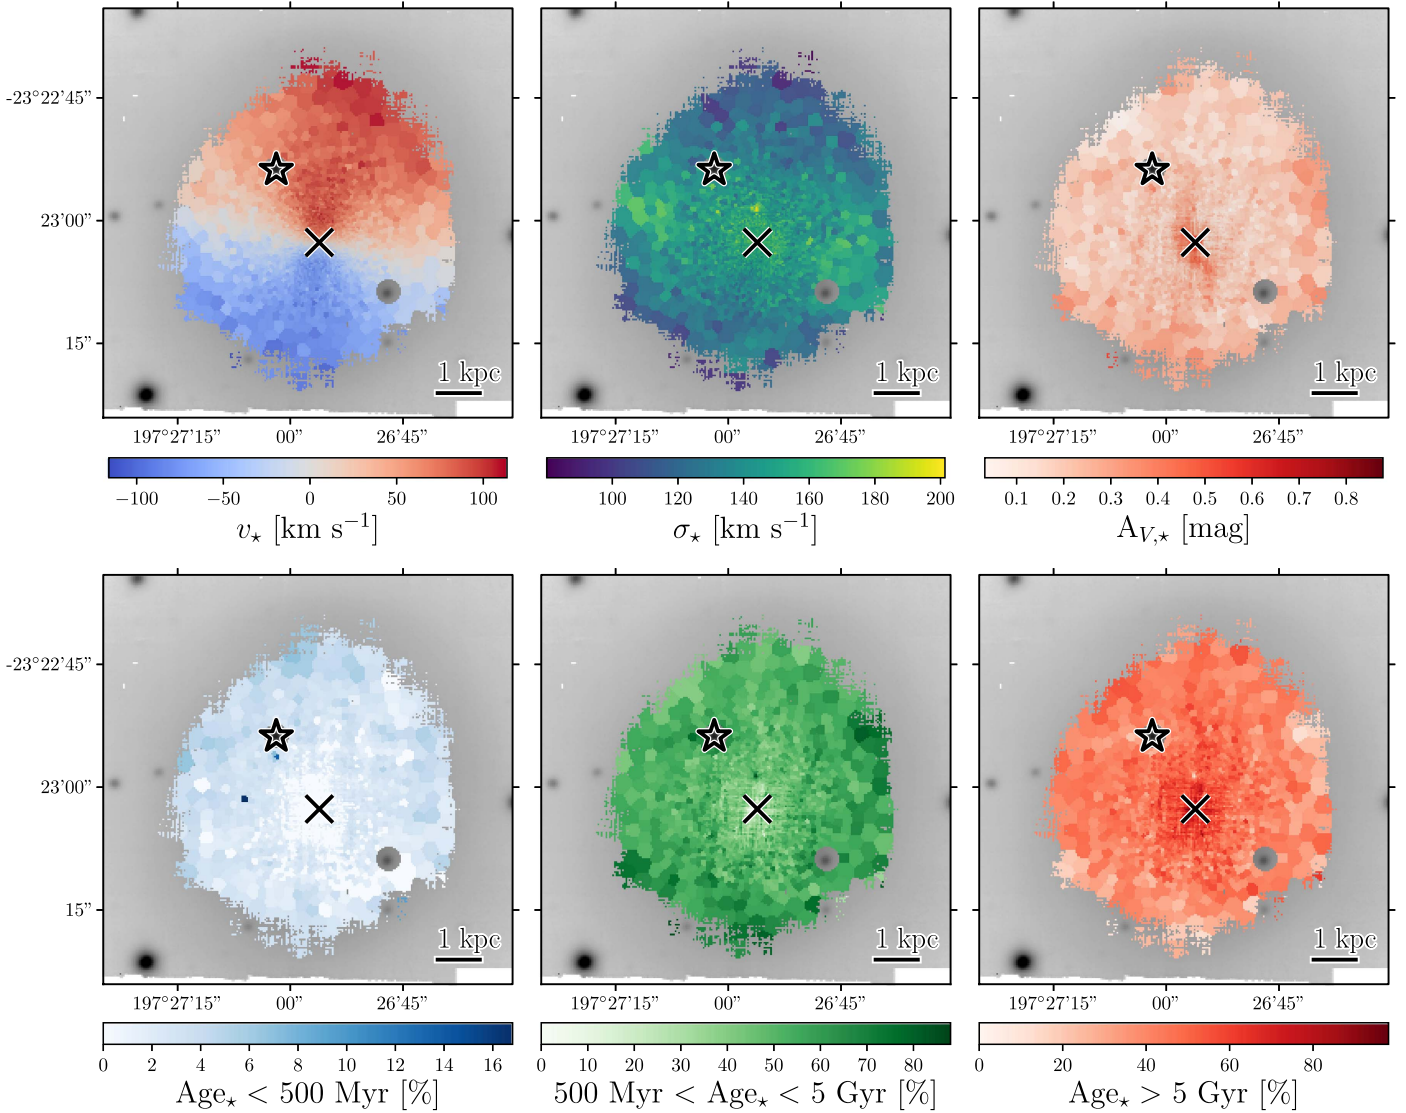 -23°22'45"
23'00"
15"
1 kpc
1 kpc
1 kpc
197°27'15" 00" 26'45"
197°27'15" 00" 26'45"
197°27'15" 00" 26'45"
−100 −50 0 50 100
100 120 140 160 180 200
0.1 0.2 0.3 0.4 0.5 0.6 0.7 0.8
v⋆ [km s−1]
σ⋆ [km s−1]
AV,⋆ [mag]
-23°22'45"
23'00"
15"
1 kpc
1 kpc
1 kpc
197°27'15" 00" 26'45"
197°27'15" 00" 26'45"
197°27'15" 00" 26'45"
0 2 4 6 8 10 12 14 16
0 10 20 30 40 50 60 70 80
0 20 40 60 80
Age⋆ < 500 Myr [%]
500 Myr < Age⋆ < 5 Gyr [%]
Age⋆ > 5 Gyr [%]